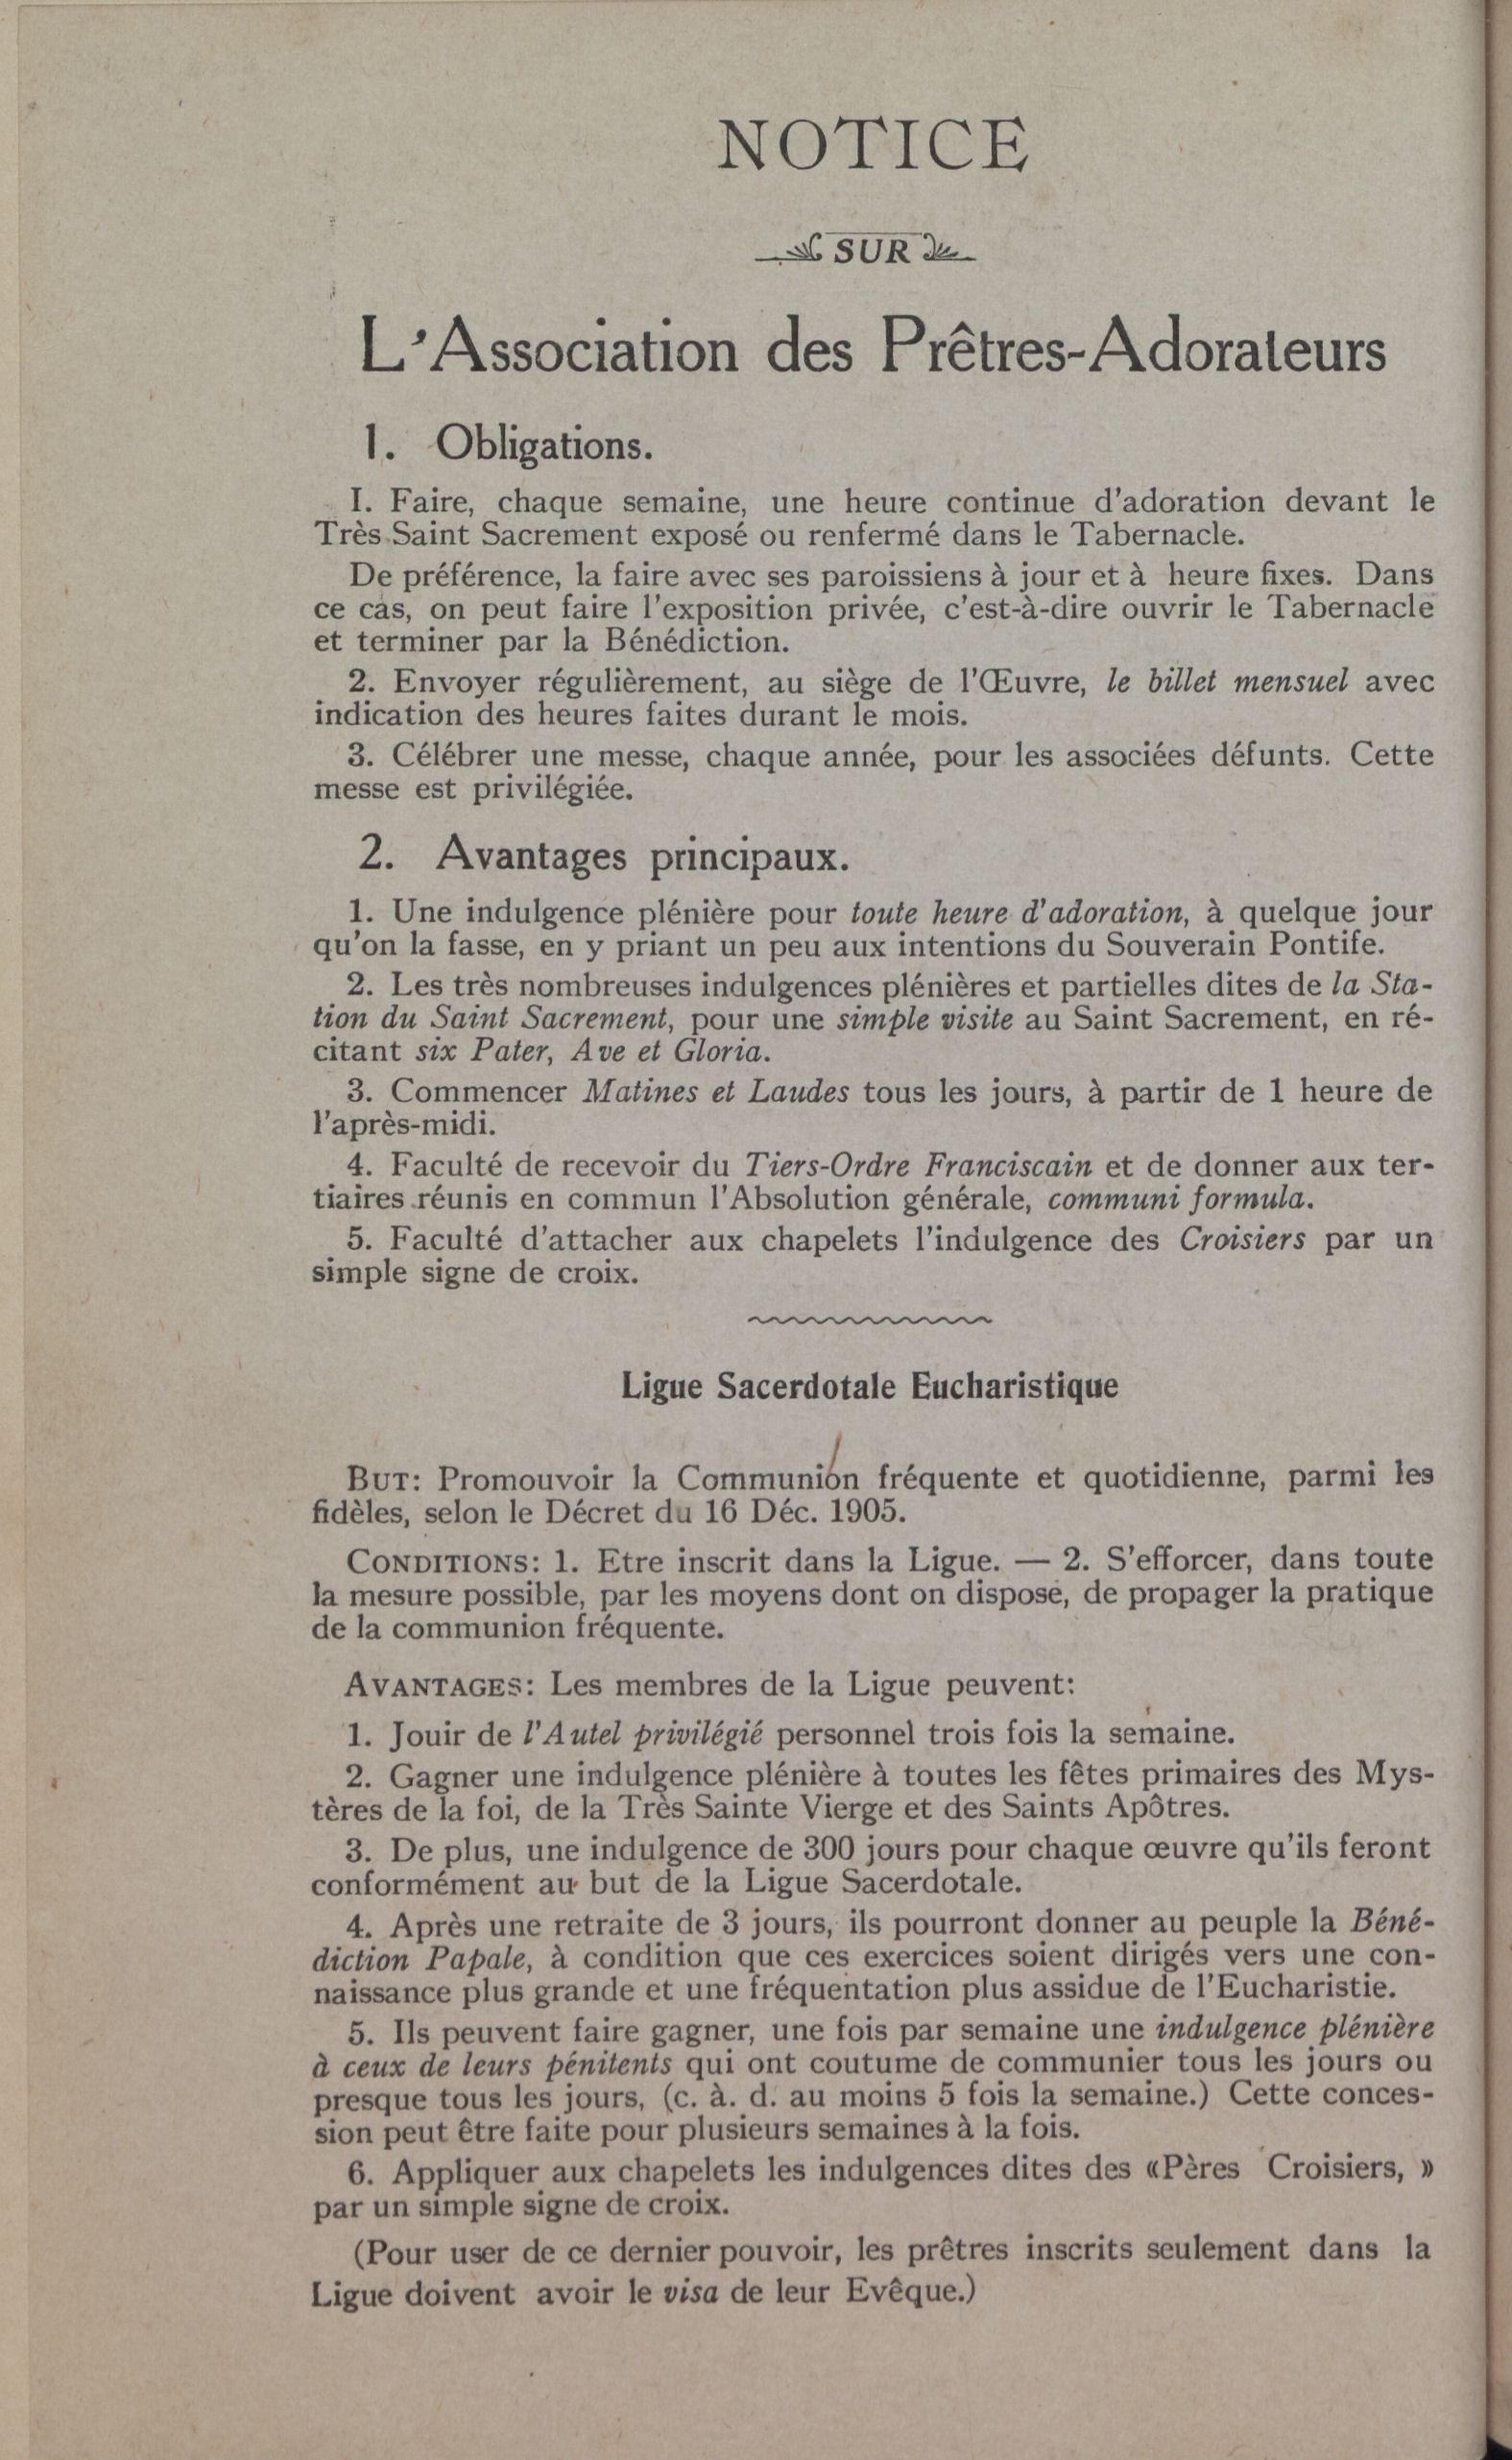 NOTICE
SUR
L'Association des Prêtres-Adorateurs
1. Obligations.
I. Faire, chaque semaine, une heure continue d'adoration devant le
Très Saint Sacrement exposé ou renfermé dans le Tabernacle.
De préférence, la faire avec ses paroissiens à jour et à heure fixes. Dans
ce cas, on peut faire l'exposition privée, c'est-à-dire ouvrir le Tabernacle
et terminer par la Bénédiction.
2. Envoyer régulièrement, au siège de l'Œuvre, le billet mensuel avec
indication des heures faites durant le mois.
3. Célébrer une messe, chaque année, pour les associées défunts. Cette
messe est privilégiée.
2. Avantages principaux.
1. Une indulgence plénière pour toute heure d'adoration, à quelque jour
qu'on la fasse, en y priant un peu aux intentions du Souverain Pontife.
2. Les très nombreuses indulgences plénières et partielles dites de la Sta-
tion du Saint Sacrement, pour une simple visite au Saint Sacrement, en ré-
citant six Pater, Ave et Gloria.
3. Commencer Matines et Laudes tous les jours, à partir de 1 heure de
l'après-midi.
4. Faculté de recevoir du Tiers-Ordre Franciscain et de donner aux ter-
tiaires réunis en commun l'Absolution générale, communi formula.
5. Faculté d'attacher aux chapelets l'indulgence des Croisiers par un
simple signe de croix.
Ligue Sacerdotale Eucharistique
BUT: Promouvoir la Communion fréquente et quotidienne, parmi les
fidèles, selon le Décret du 16 Déc. 1905.
CONDITIONS: 1. Etre inscrit dans la Ligue. — 2. S'efforcer, dans toute
la mesure possible, par les moyens dont on dispose, de propager la pratique
de la communion fréquente.
AVANTAGES: Les membres de la Ligue peuvent:
1. Jouir de l'Autel privilégié personnel trois fois la semaine.
2. Gagner une indulgence plénière à toutes les fêtes primaires des Mys-
tères de la foi, de la Très Sainte Vierge et des Saints Apôtres.
3. De plus, une indulgence de 300 jours pour chaque œuvre qu'ils feront
conformément au but de la Ligue Sacerdotale.
4. Après une retraite de 3 jours, ils pourront donner au peuple la Béné-
diction Papale, à condition que ces exercices soient dirigés vers une con-
naissance plus grande et une fréquentation plus assidue de l'Eucharistie.
5. Ils peuvent faire gagner, une fois par semaine une indulgence plénière
à ceux de leurs pénitents qui ont coutume de communier tous les jours ou
presque tous les jours, (c. à. d. au moins 5 fois la semaine.) Cette conces-
sion peut être faite pour plusieurs semaines à la fois.
6. Appliquer aux chapelets les indulgences dites des «Pères Croisiers, »
par un simple signe de croix.
(Pour user de ce dernier pouvoir, les prêtres inscrits seulement dans la
Ligue doivent avoir le visa de leur Evêque.)